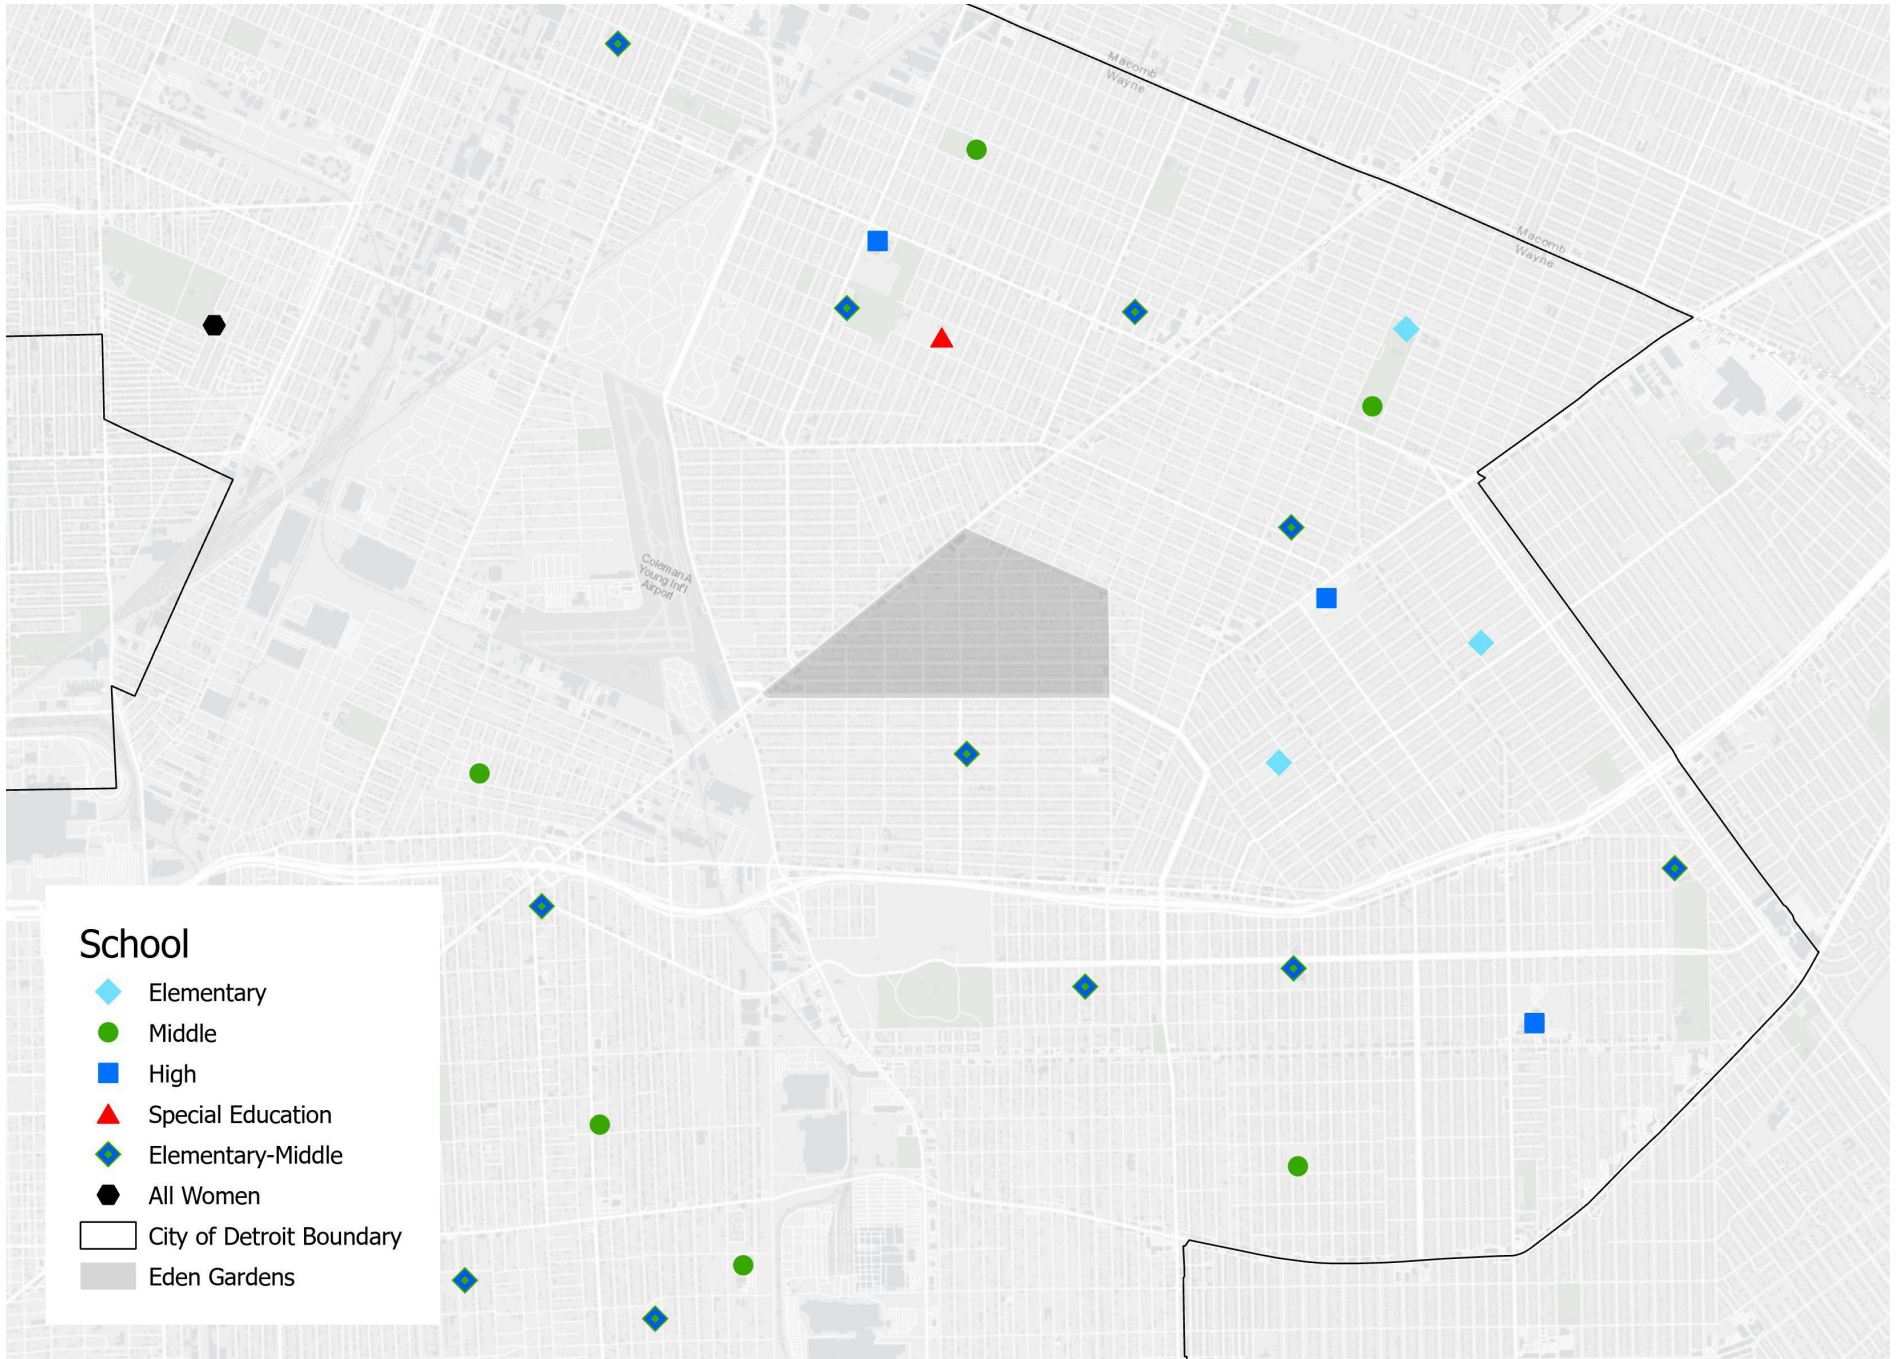 Macomb
Wayne
Macomb
Wayne
Coleman A
Young Int'l
Airport
School
Elementary
Middle
High
Special Education
Elementary-Middle
All Women
City of Detroit Boundary
Eden Gardens